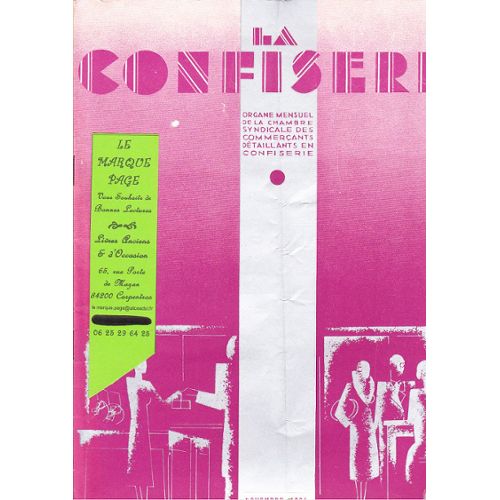 LA
CONFISERI
ORGANE MENSUEL
DE LA CHAMBRE
SYNDICALE DES
COMMERÇANTS
DÉTAILLANTS EN
CONFISERIE
LE
MARQUE
PAGE
Vous Souhaite de
Bonnes Lectures
Livres Anciens
& d'Occasion
65, rue Porte
de Mazan
84200 Carpentras
06 25 29 64 25